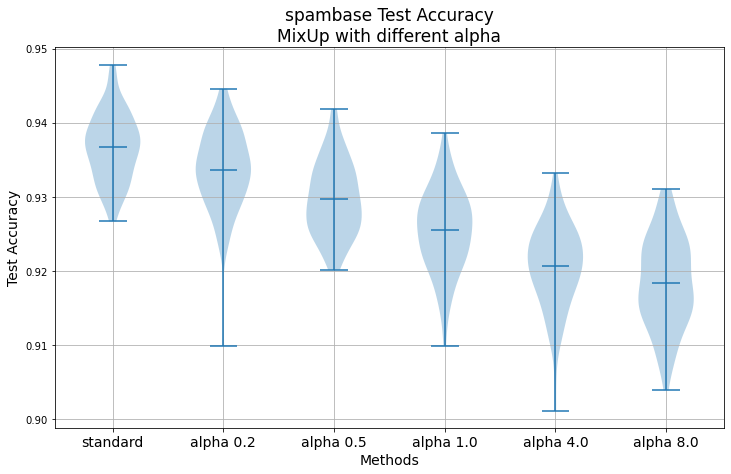 spambase Test Accuracy
MixUp with different alpha
0.95
0.94
0.93
0.92
0.91
0.90
Test Accuracy
standard
alpha 0.2
alpha 0.5
alpha 1.0
alpha 4.0
alpha 8.0
Methods